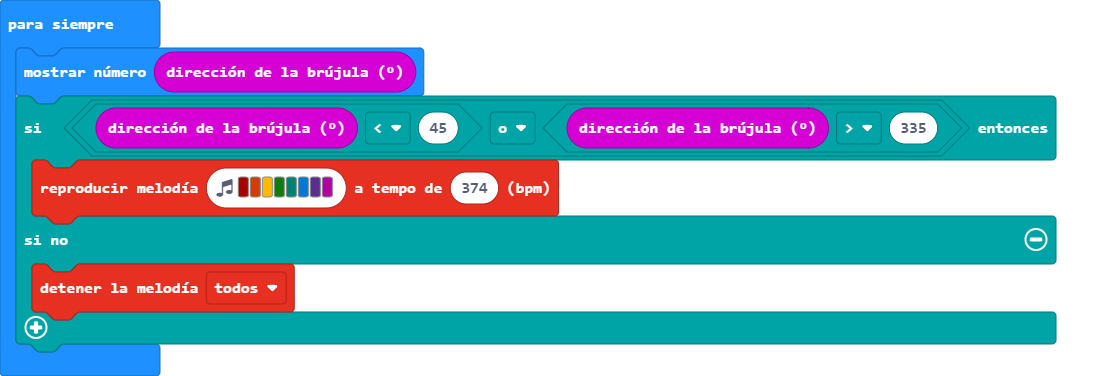 para siempre
mostrar número dirección de la brújula (º)
si dirección de la brújula (º) < 45 o dirección de la brújula (º) > 335 entonces
reproducir melodía a tempo de 374 (bpm)
si no
detener la melodía todos